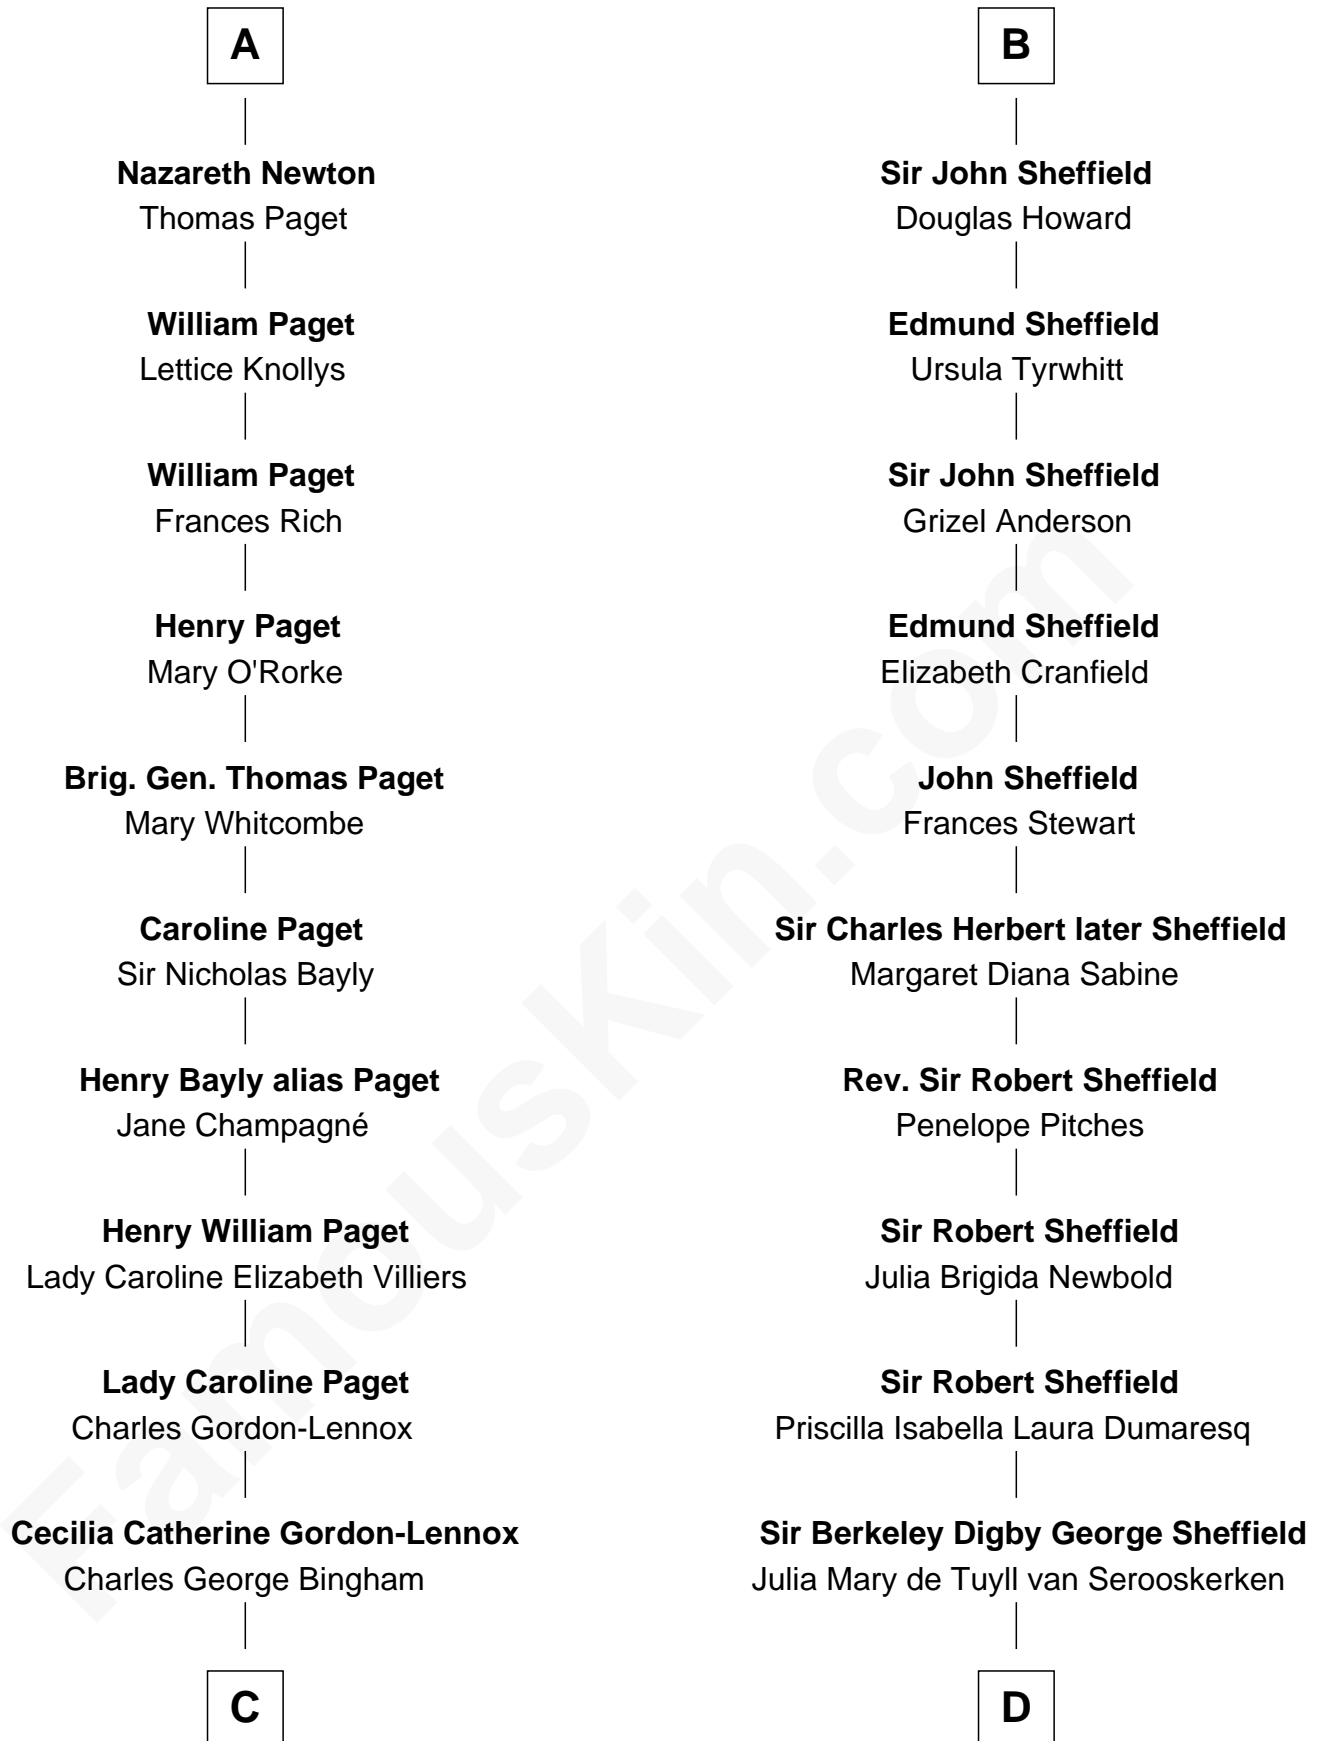 A
Nazareth Newton
Thomas Paget
William Paget
Lettice Knollys
William Paget
Frances Rich
Henry Paget
Mary O'Rorke
Brig. Gen. Thomas Paget
Mary Whitcombe
Caroline Paget
Sir Nicholas Bayly
Henry Bayly alias Paget
Jane Champagné
Henry William Paget
Lady Caroline Elizabeth Villiers
Lady Caroline Paget
Charles Gordon-Lennox
Cecilia Catherine Gordon-Lennox
Charles George Bingham
C
B
Sir John Sheffield
Douglas Howard
Edmund Sheffield
Ursula Tyrwhitt
Sir John Sheffield
Grizel Anderson
Edmund Sheffield
Elizabeth Cranfield
John Sheffield
Frances Stewart
Sir Charles Herbert later Sheffield
Margaret Diana Sabine
Rev. Sir Robert Sheffield
Penelope Pitches
Sir Robert Sheffield
Julia Brigida Newbold
Sir Robert Sheffield
Priscilla Isabella Laura Dumaresq
Sir Berkeley Digby George Sheffield
Julia Mary de Tuyll van Serooskerken
D
FamousKin.com